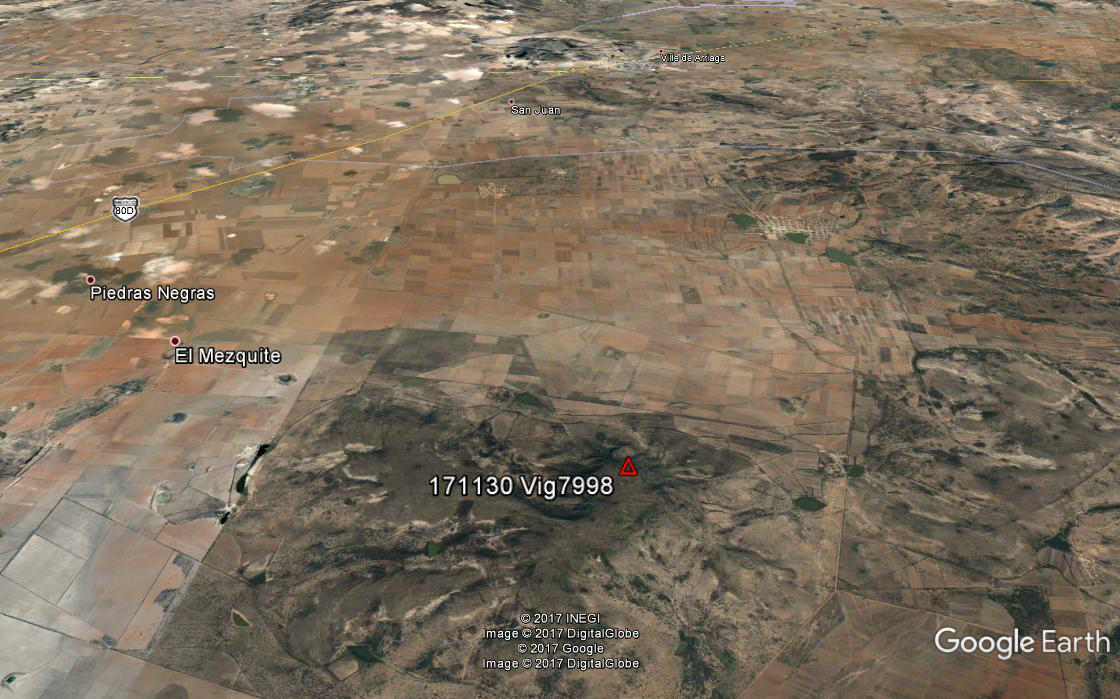 Villa de Arriaga
San Juan
80D
Piedras Negras
El Mezquite
171130 Vig7998
© 2017 INEGI
Image © 2017 DigitalGlobe
© 2017 Google
Image © 2017 DigitalGlobe
Google Earth